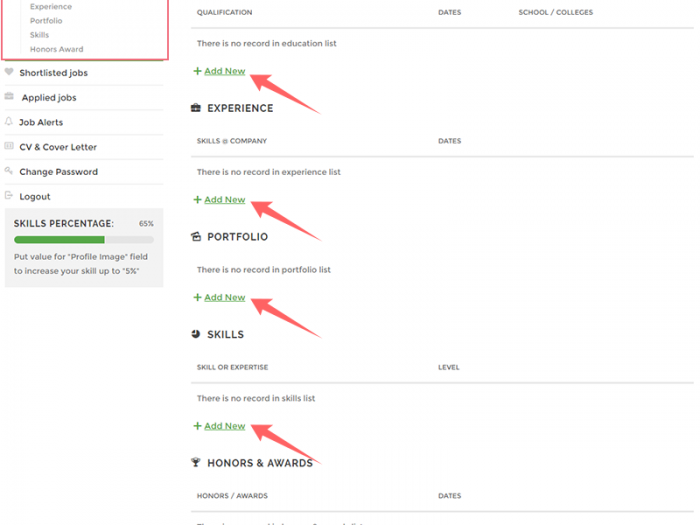 Experience
Portfolio
Skills
Honors Award
Shortlisted jobs
Applied jobs
Job Alerts
CV & Cover Letter
Change Password
Logout
SKILLS PERCENTAGE: 65%
Put value for "Profile Image" field
to increase your skill up to "5%"
QUALIFICATION DATES SCHOOL / COLLEGES
There is no record in education list
+ Add New
EXPERIENCE
SKILLS @ COMPANY DATES
There is no record in experience list
+ Add New
PORTFOLIO
There is no record in portfolio list
+ Add New
SKILLS
SKILL OR EXPERTISE LEVEL
There is no record in skills list
+ Add New
HONORS & AWARDS
HONORS / AWARDS DATES